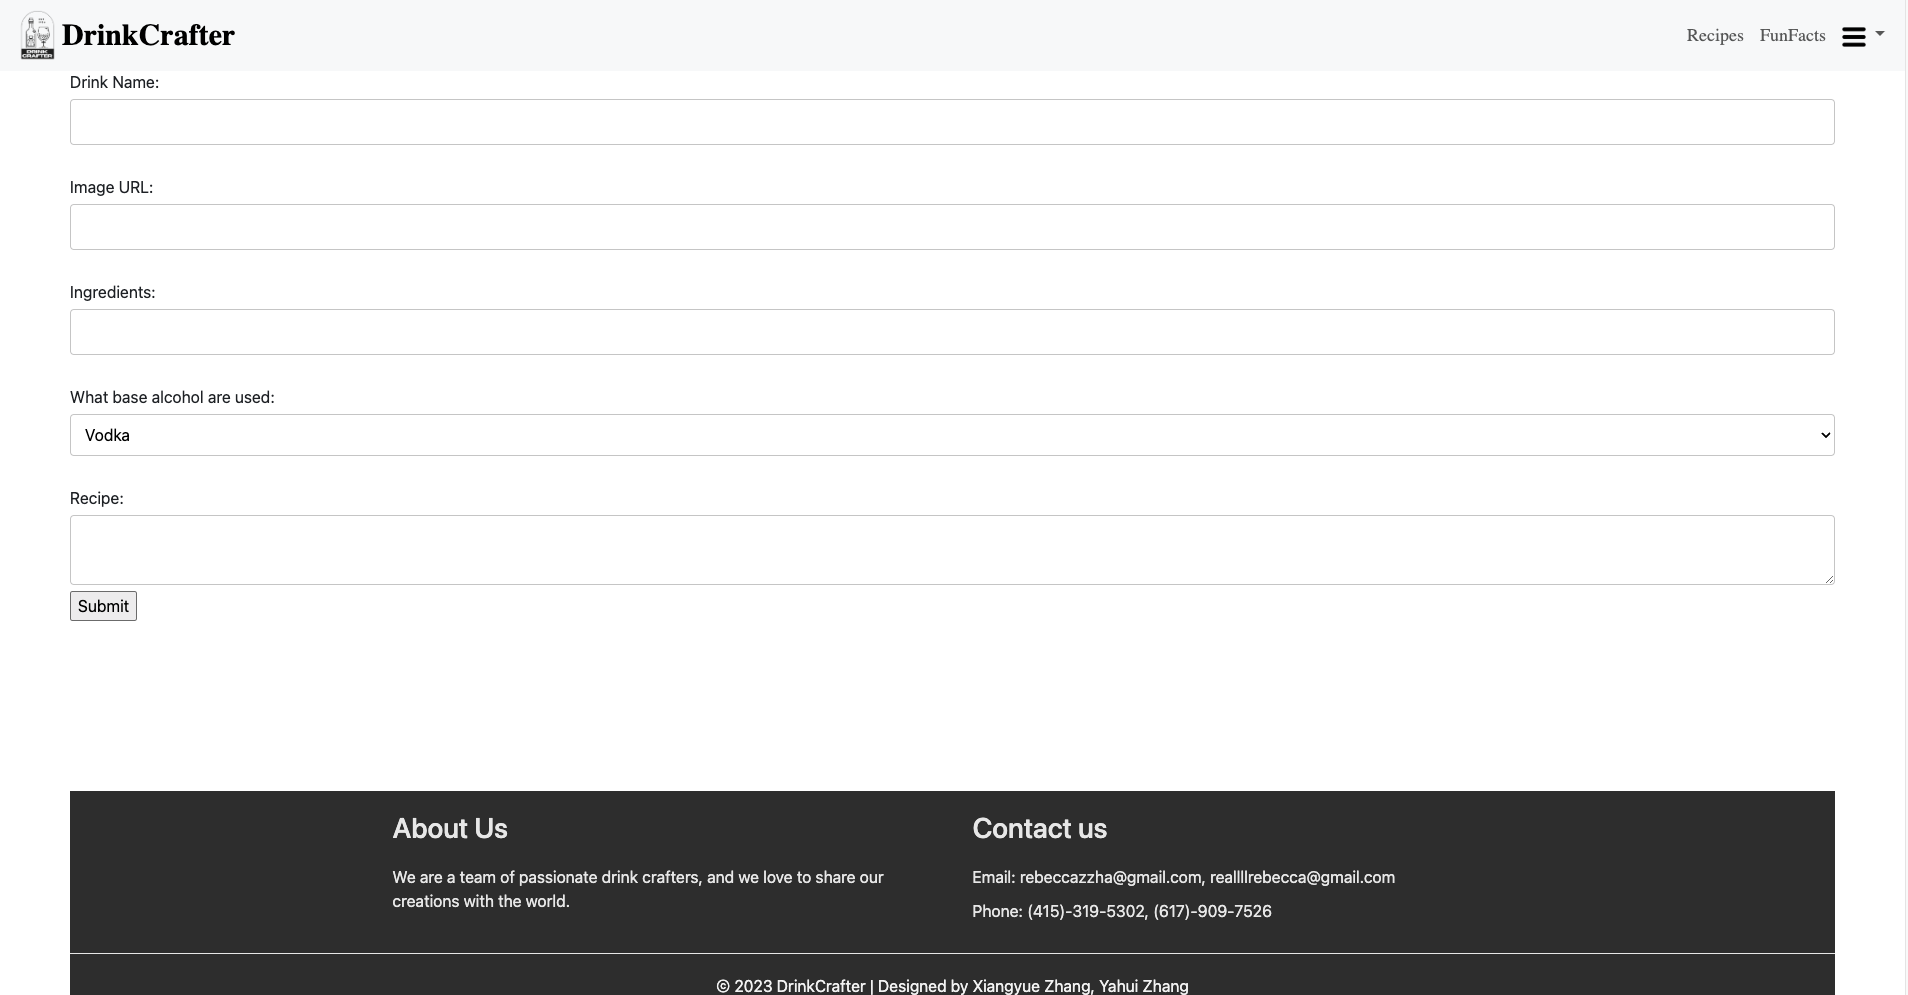 DRINK
CRAFTER
DrinkCrafter
Recipes FunFacts
Drink Name:
Image URL:
Ingredients:
What base alcohol are used:
Vodka
Recipe:
Submit
About Us
We are a team of passionate drink crafters, and we love to share our
creations with the world.
Contact us
Email: rebeccazzha@gmail.com, reallllrebecca@gmail.com
Phone: (415)-319-5302, (617)-909-7526
© 2023 DrinkCrafter | Designed by Xiangyue Zhang, Yahui Zhang